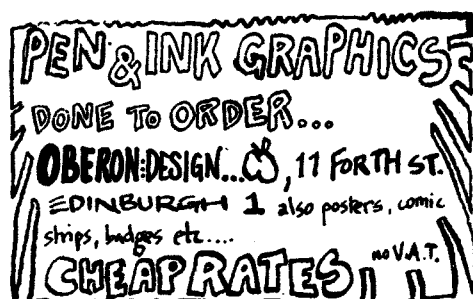 PEN & INK GRAPHICS
DONE TO ORDER...
OBERON:DESIGN..., 11 FORTH ST.
EDINBURGH 1 also posters, comic
strips, badges etc....
CHEAP RATES no V.A.T.